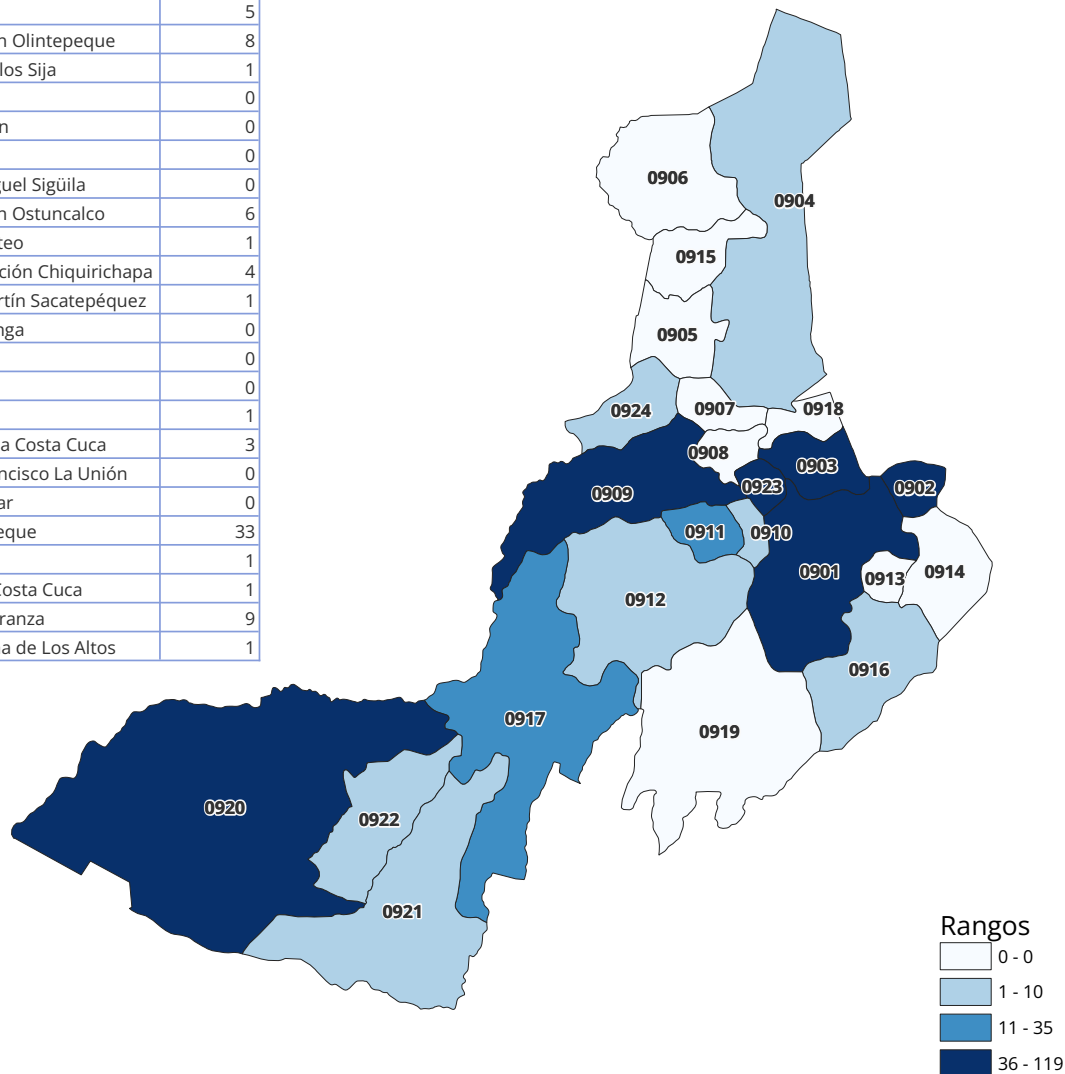 5
n Olintepeque 8
los Sija 1
0
n 0
0
uel Sigüila 0
n Ostuncalco 6
teo 1
ción Chiquirichapa 4
rtín Sacatepéquez 1
nga 0
0
0
1
a Costa Cuca 3
ncisco La Unión 0
ar 0
eque 33
1
Costa Cuca 1
ranza 9
a de Los Altos 1
0906
0904
0915
0905
0924
0907
0918
0908
0903
0909
0923
0902
0911
0910
0901
0913
0914
0912
0916
0917
0919
0920
0922
0921
Rangos
0 - 0
1 - 10
11 - 35
36 - 119